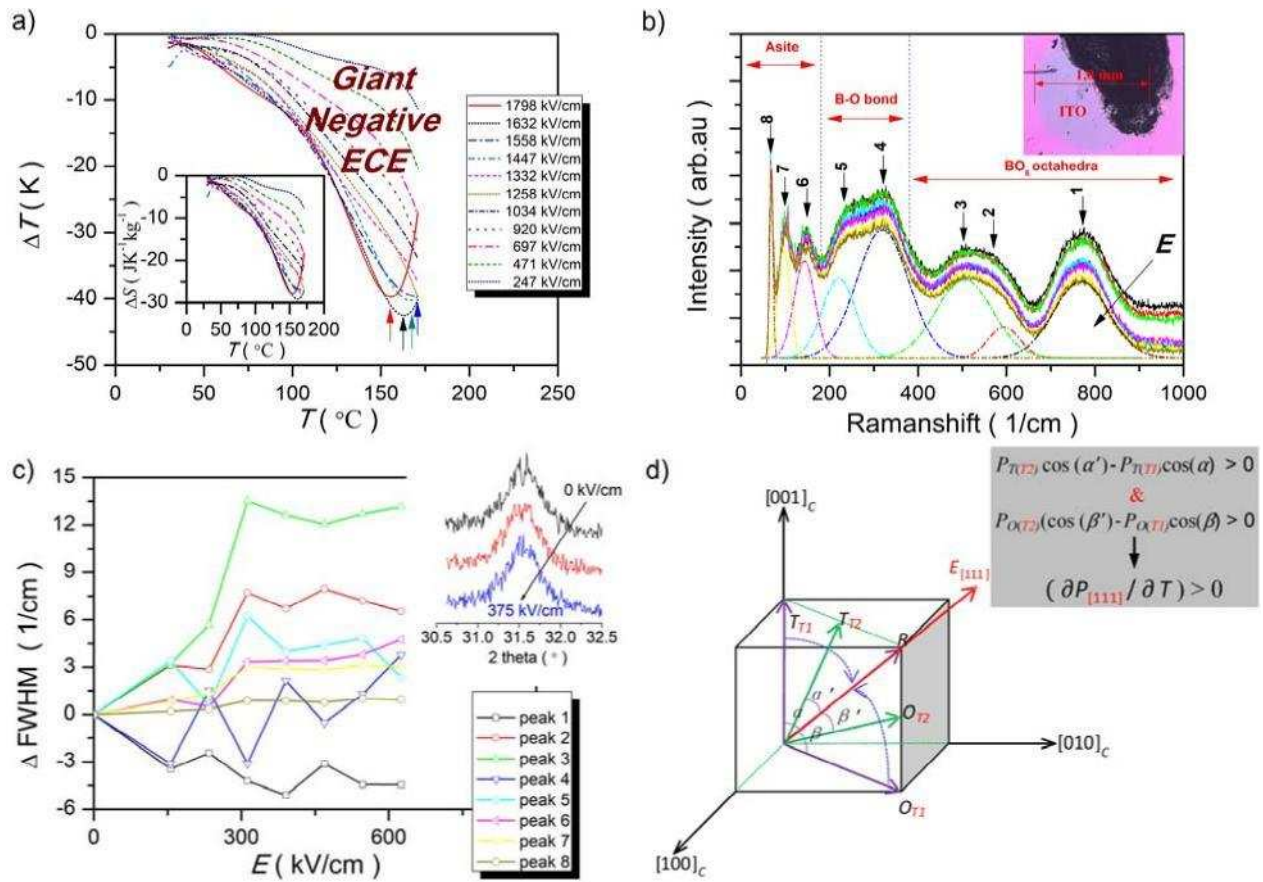 a)
Giant
Negative
ECE
1798 kV/cm
1632 kV/cm
1558 kV/cm
1447 kV/cm
1332 kV/cm
1258 kV/cm
1034 kV/cm
920 kV/cm
697 kV/cm
471 kV/cm
247 kV/cm
0
-10
-20
-30
-40
-50
ΔT ( K)
0
50
100
150
200
250
T ( °C)
0
-10
-20
-30
ΔS ( JK⁻¹kg⁻¹)
0 50 100 150 200
T ( °C)
b)
Asite
B-O bond
BO₆ octahedra
ITO
8
7
6
5
4
3
2
1
E
Intensity ( arb.au)
0 200 400 600 800 1000
Ramanshift ( 1/cm)
c)
15
12
9
6
3
0
-3
-6
Δ FWHM ( 1/cm)
0 300 600
E ( kV/cm)
0 kV/cm
375 kV/cm
30.5 31.0 31.5 32.0 32.5
2 theta ( °)
peak 1
peak 2
peak 3
peak 4
peak 5
peak 6
peak 7
peak 8
d)
P_T(T2) cos (α′)-P_T(T1)cos(α) > 0
&
P_O(T2)(cos (β′)-P_O(T1)cos(β) > 0
( ∂P[111] / ∂T ) > 0
[001]C
E[111]
T_T1
T_T2
R
α′
α
β′
β
O_T2
[010]C
O_T1
[100]C